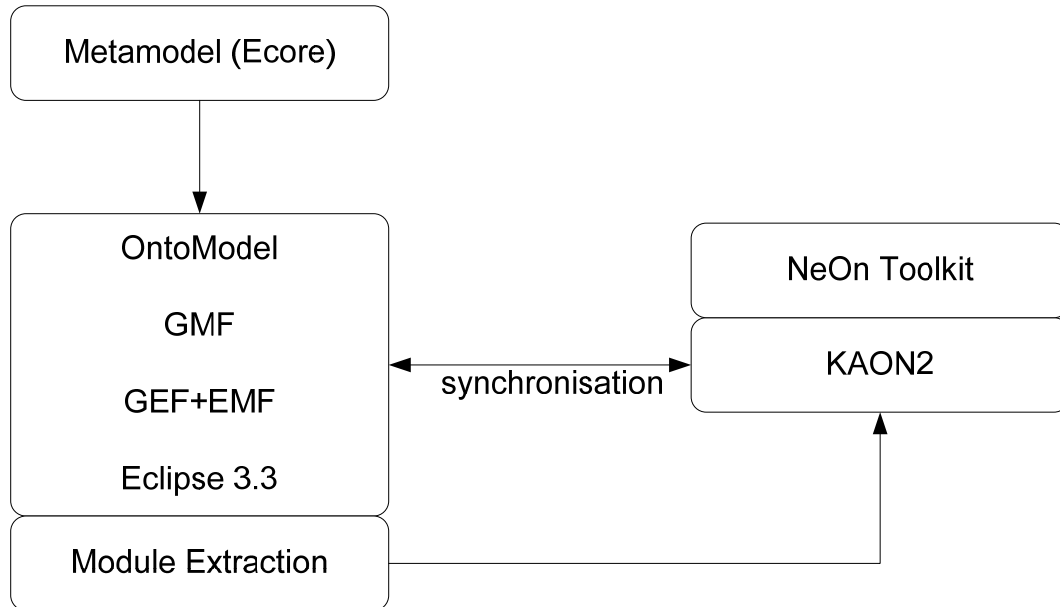 Metamodel (Ecore)
OntoModel
GMF
GEF+EMF
Eclipse 3.3
Module Extraction
synchronisation
NeOn Toolkit
KAON2